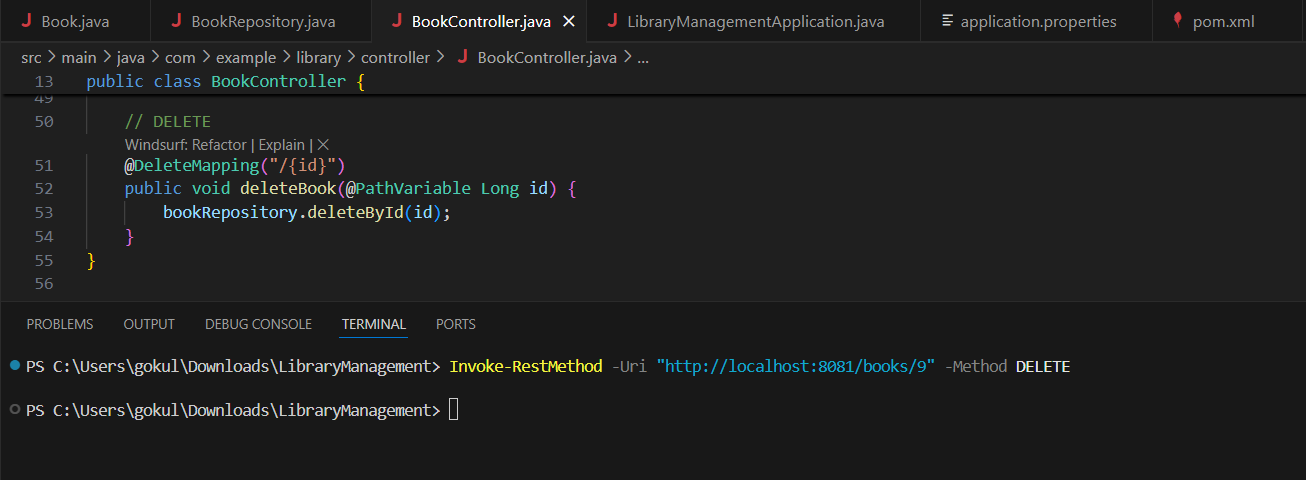 Book.java BookRepository.java BookController.java LibraryManagementApplication.java application.properties pom.xml
src > main > java > com > example > library > controller > BookController.java > ...
13 public class BookController {
49
50 // DELETE
Windsurf: Refactor | Explain | X
51 @DeleteMapping("/{id}")
52 public void deleteBook(@PathVariable Long id) {
53 bookRepository.deleteById(id);
54 }
55 }
56
PROBLEMS OUTPUT DEBUG CONSOLE TERMINAL PORTS
PS C:\Users\gokul\Downloads\LibraryManagement> Invoke-RestMethod -Uri "http://localhost:8081/books/9" -Method DELETE
PS C:\Users\gokul\Downloads\LibraryManagement>